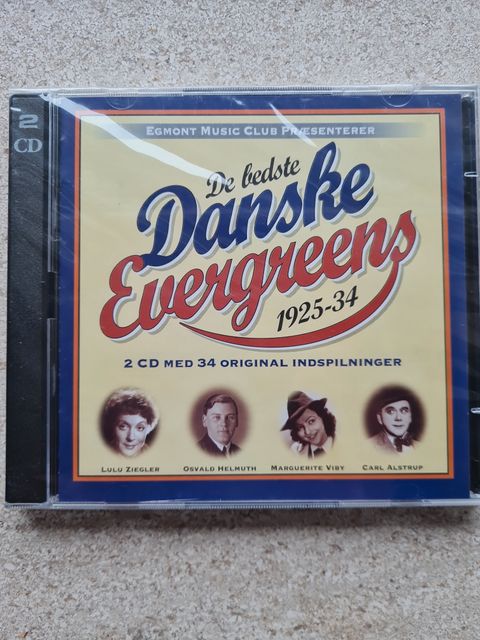 2
CD
EGMONT MUSIC CLUB PRÆSENTERER
De bedste
Danske
Evergreens
1925-34
2 CD MED 34 ORIGINAL INDSPILNINGER
LULU ZIEGLER
OSVALD HELMUTH
MARGUERITE VIBY
CARL ALSTRUP